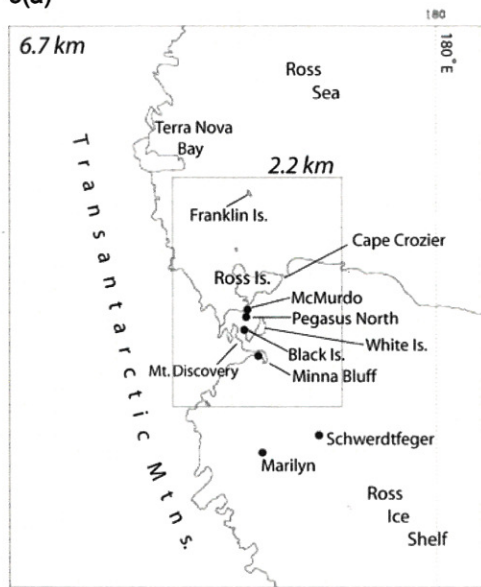 180
180°E
6.7 km
Ross
Sea
Terra Nova
Bay
Transantarctic Mtns.
2.2 km
Franklin Is.
Cape Crozier
Ross Is.
McMurdo
Pegasus North
White Is.
Black Is.
Mt. Discovery
Minna Bluff
Schwerdtfeger
Marilyn
Ross
Ice
Shelf